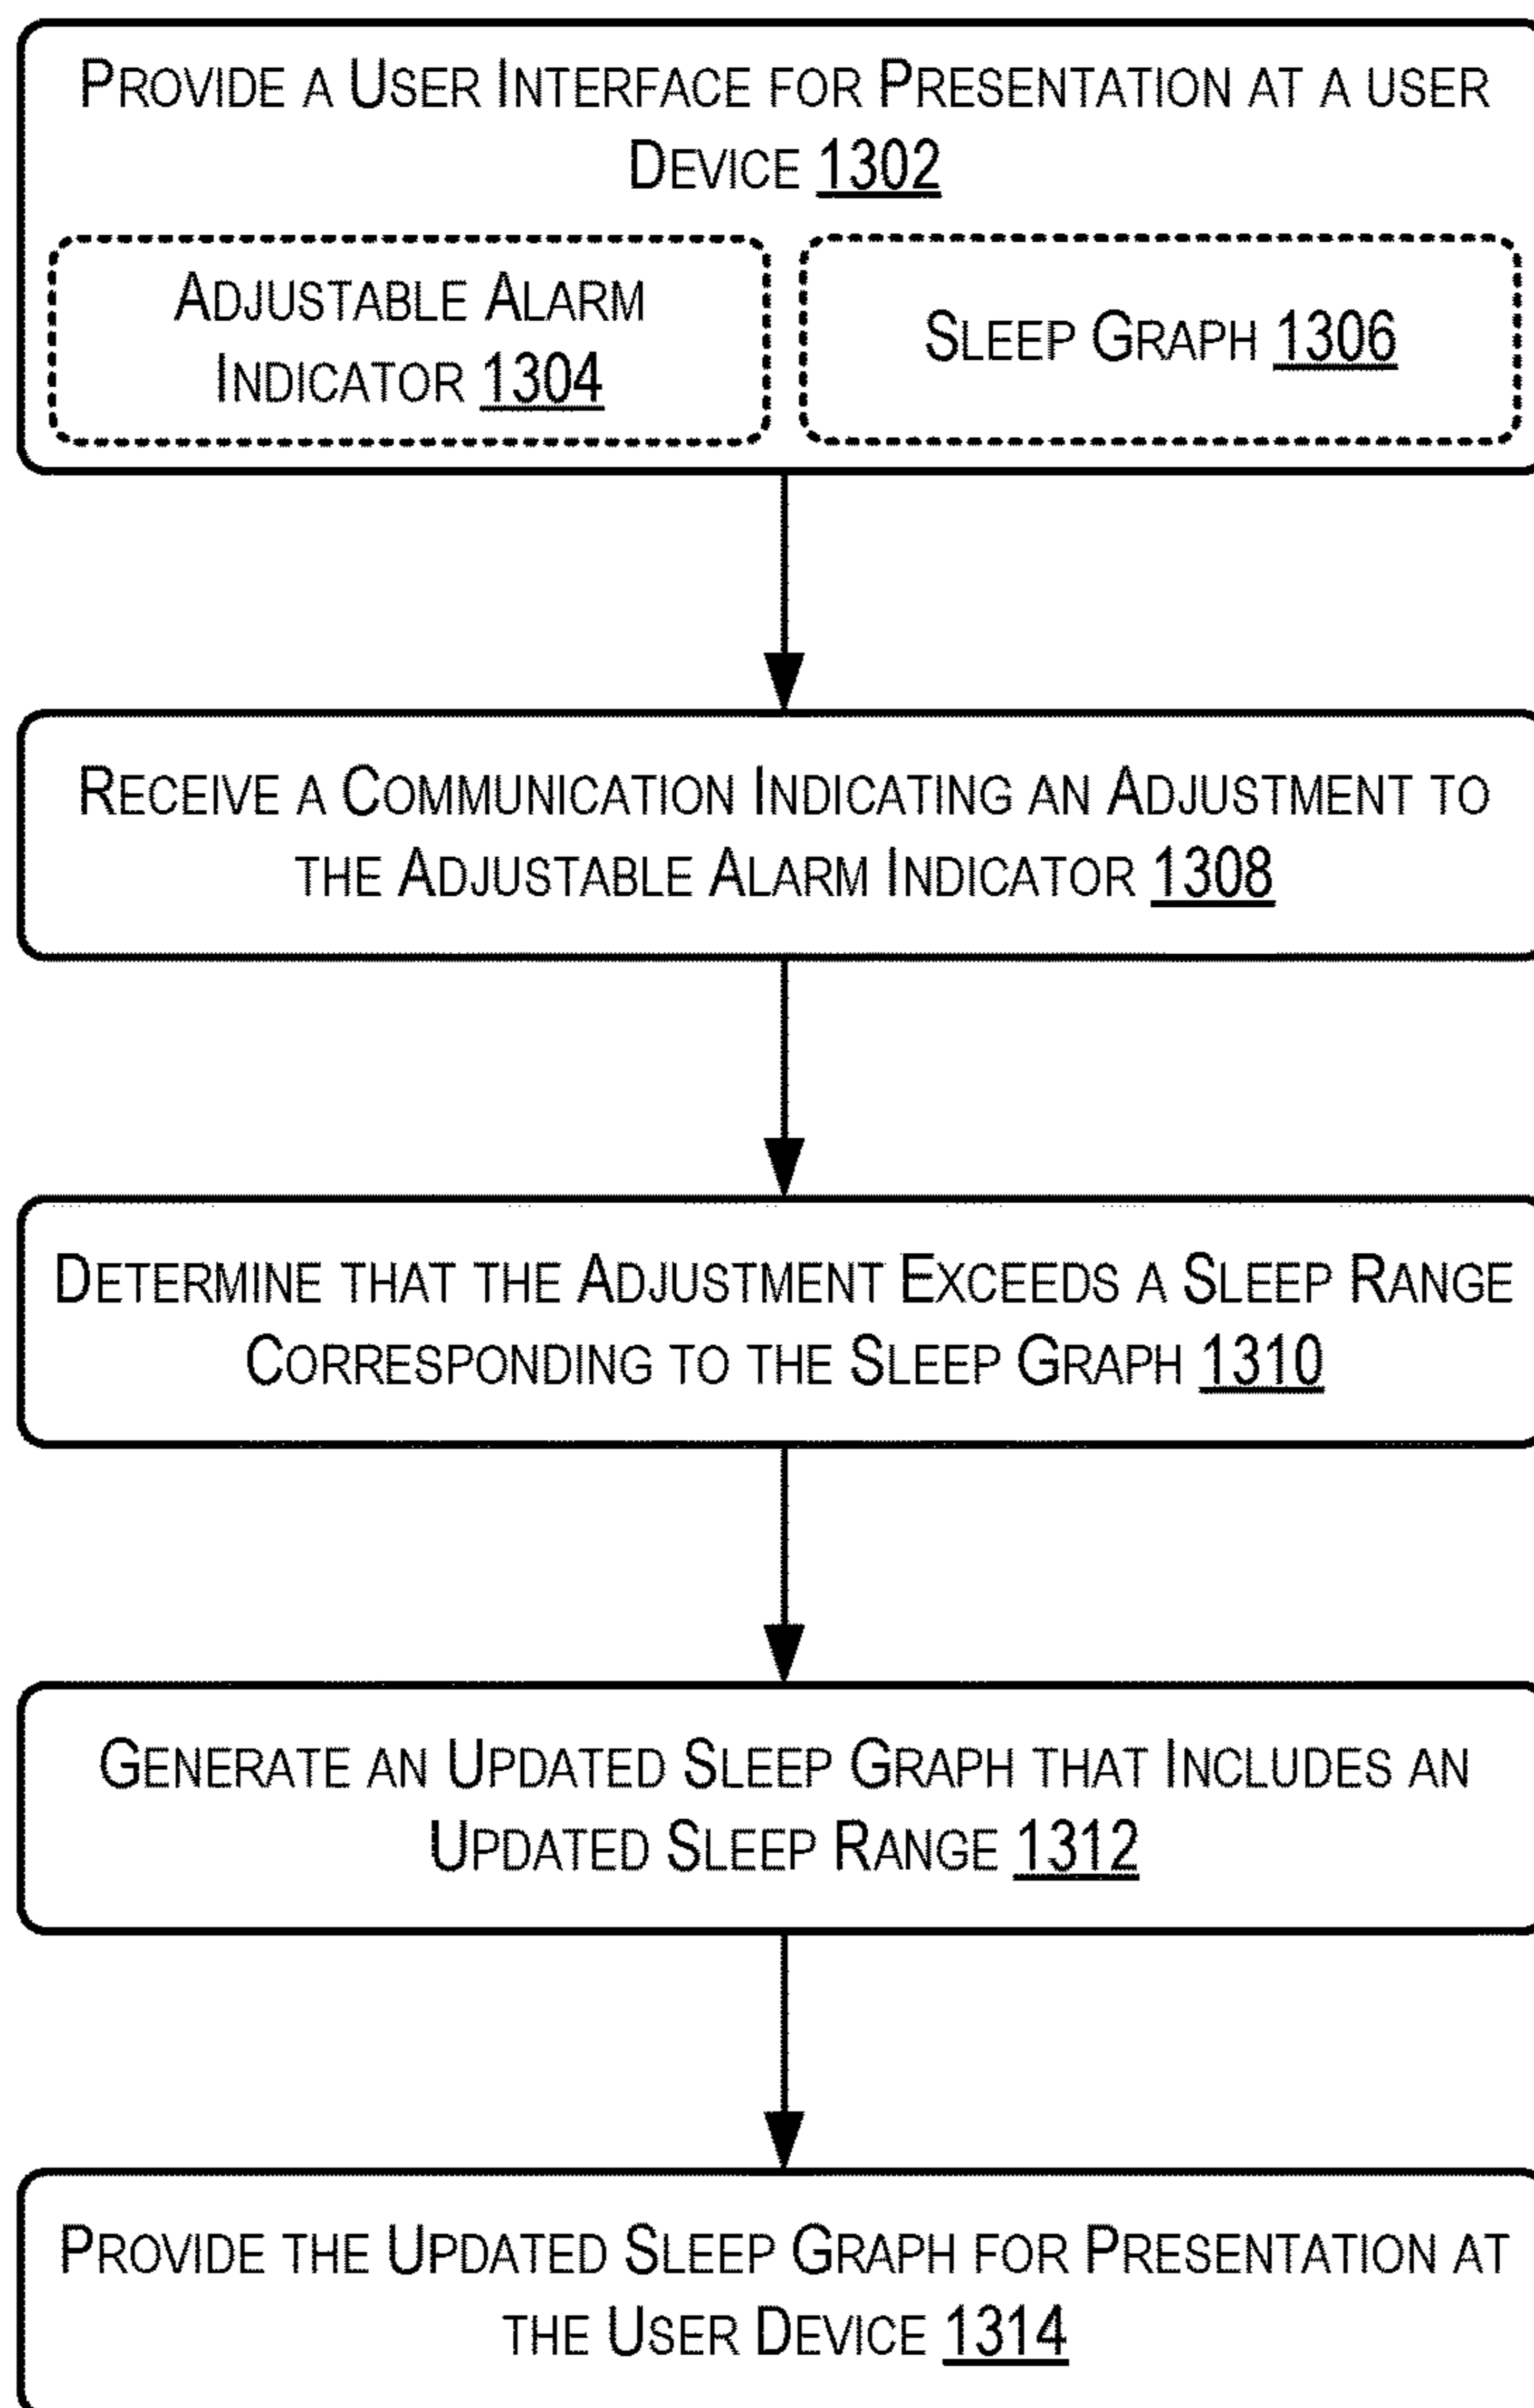 PROVIDE A USER INTERFACE FOR PRESENTATION AT A USER
DEVICE 1302
ADJUSTABLE ALARM
INDICATOR 1304
SLEEP GRAPH 1306
RECEIVE A COMMUNICATION INDICATING AN ADJUSTMENT TO
THE ADJUSTABLE ALARM INDICATOR 1308
DETERMINE THAT THE ADJUSTMENT EXCEEDS A SLEEP RANGE
CORRESPONDING TO THE SLEEP GRAPH 1310
GENERATE AN UPDATED SLEEP GRAPH THAT INCLUDES AN
UPDATED SLEEP RANGE 1312
PROVIDE THE UPDATED SLEEP GRAPH FOR PRESENTATION AT
THE USER DEVICE 1314